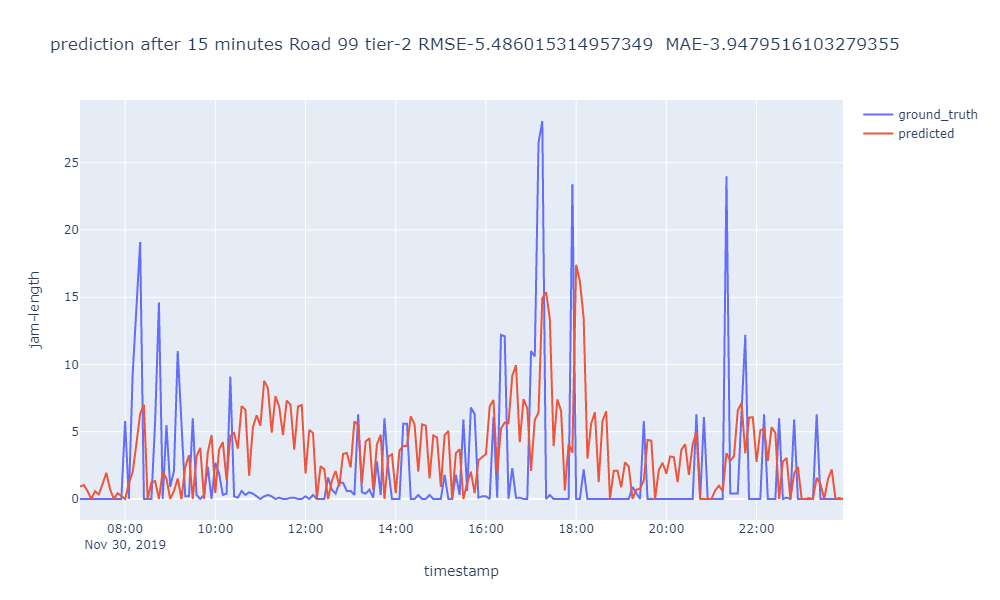 prediction after 15 minutes Road 99 tier-2 RMSE-5.486015314957349  MAE-3.9479516103279355
ground_truth
predicted
25
20
15
10
5
0
jam-length
08:00 10:00 12:00 14:00 16:00 18:00 20:00 22:00
Nov 30, 2019
timestamp